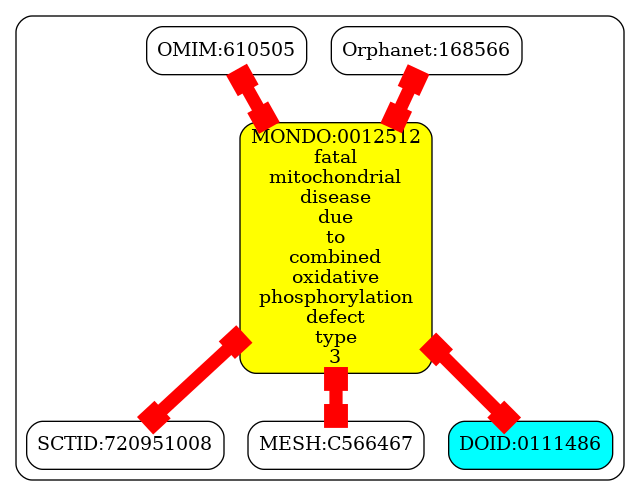 OMIM:610505
Orphanet:168566
MONDO:0012512
fatal
mitochondrial
disease
due
to
combined
oxidative
phosphorylation
defect
type
3
SCTID:720951008
MESH:C566467
DOID:0111486